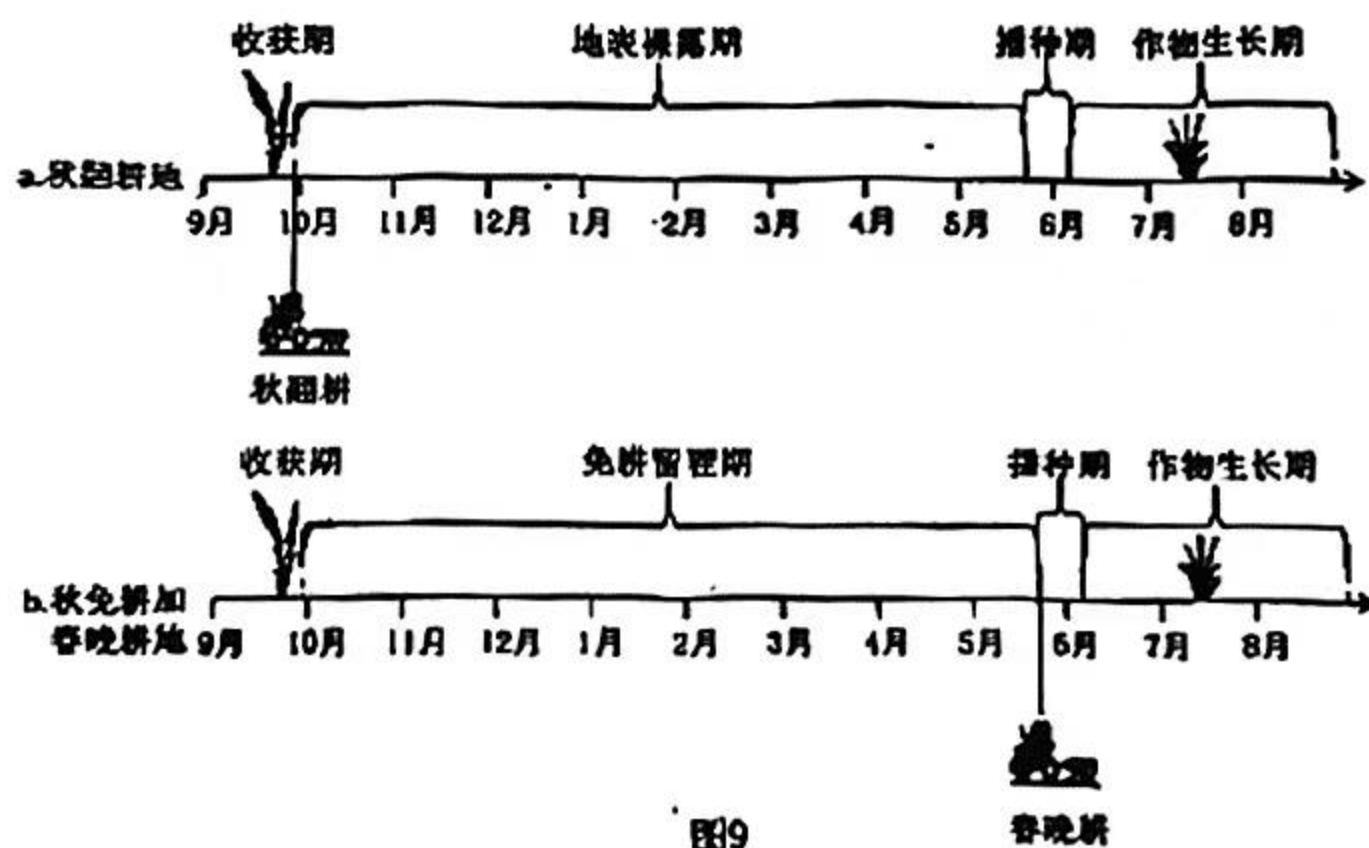 收获期 地表裸露期 播种期 作物生长期
a.秋翻耕地
9月 10月 11月 12月 1月 2月 3月 4月 5月 6月 7月 8月
秋翻耕
收获期 免耕留茬期 播种期 作物生长期
b.秋免耕加
春晚耕地 9月 10月 11月 12月 1月 2月 3月 4月 5月 6月 7月 8月
春晚耕
图9